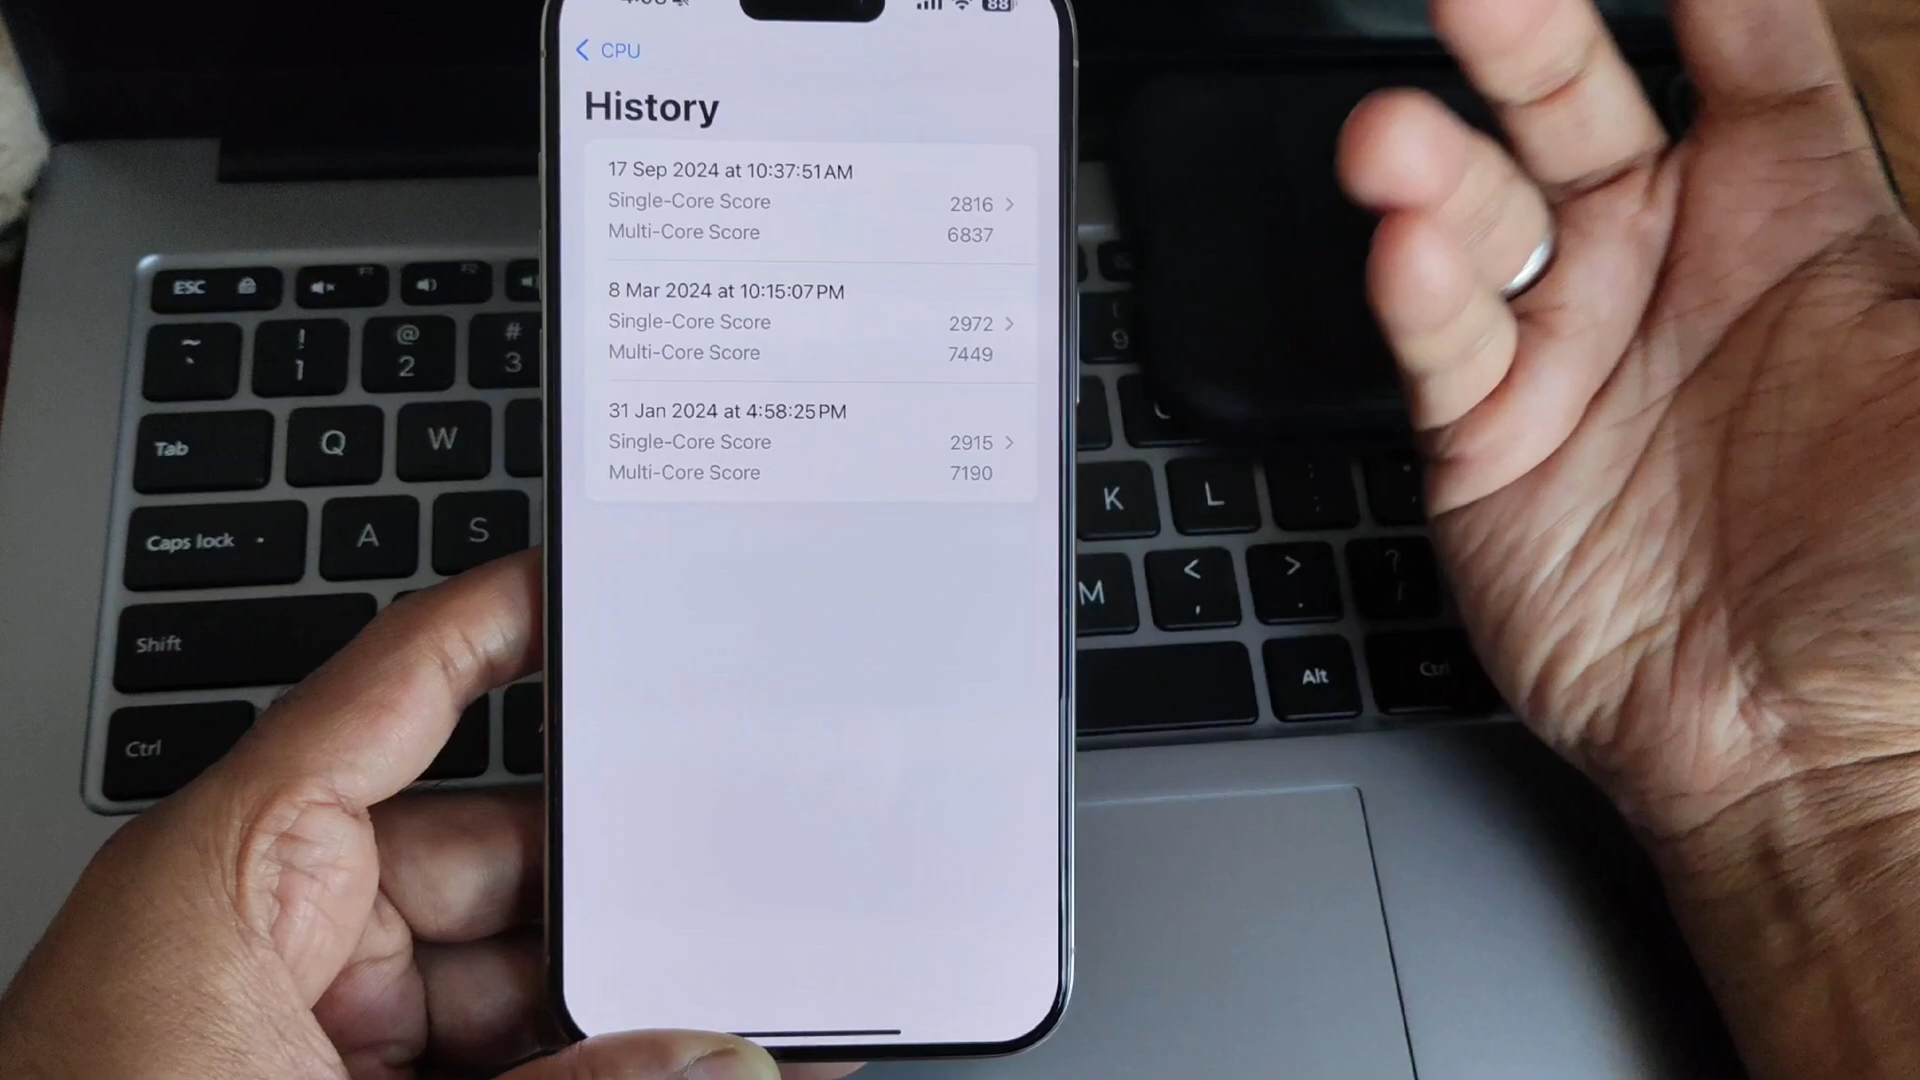 88
CPU
History
17 Sep 2024 at 10:37:51 AM
Single-Core Score 2816
Multi-Core Score 6837
8 Mar 2024 at 10:15:07 PM
Single-Core Score 2972
Multi-Core Score 7449
31 Jan 2024 at 4:58:25 PM
Single-Core Score 2915
Multi-Core Score 7190
ESC
~ ! @ #
` 1 2 3
9
Tab Q W
Caps lock A S
K L
Shift
M < > ?
, . /
Ctrl
Alt Ctrl